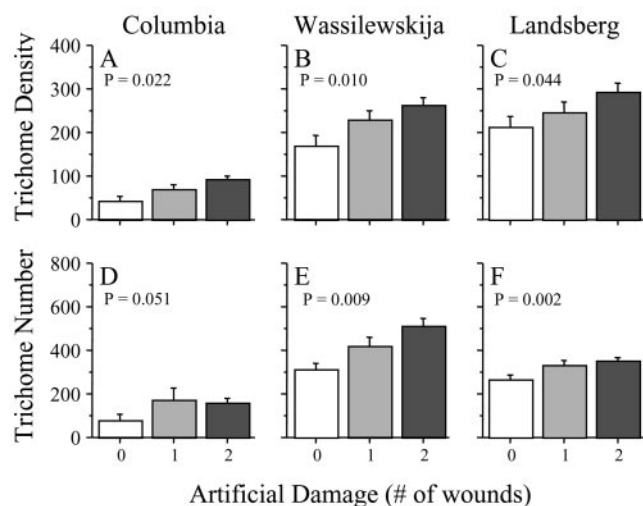 Columbia Wassilewskija Landsberg
Trichome Density
400
300
200
100
0
A
P = 0.022
B
P = 0.010
C
P = 0.044
Trichome Number
800
600
400
200
0
D
P = 0.051
E
P = 0.009
F
P = 0.002
0 1 2 0 1 2 0 1 2
Artificial Damage (# of wounds)